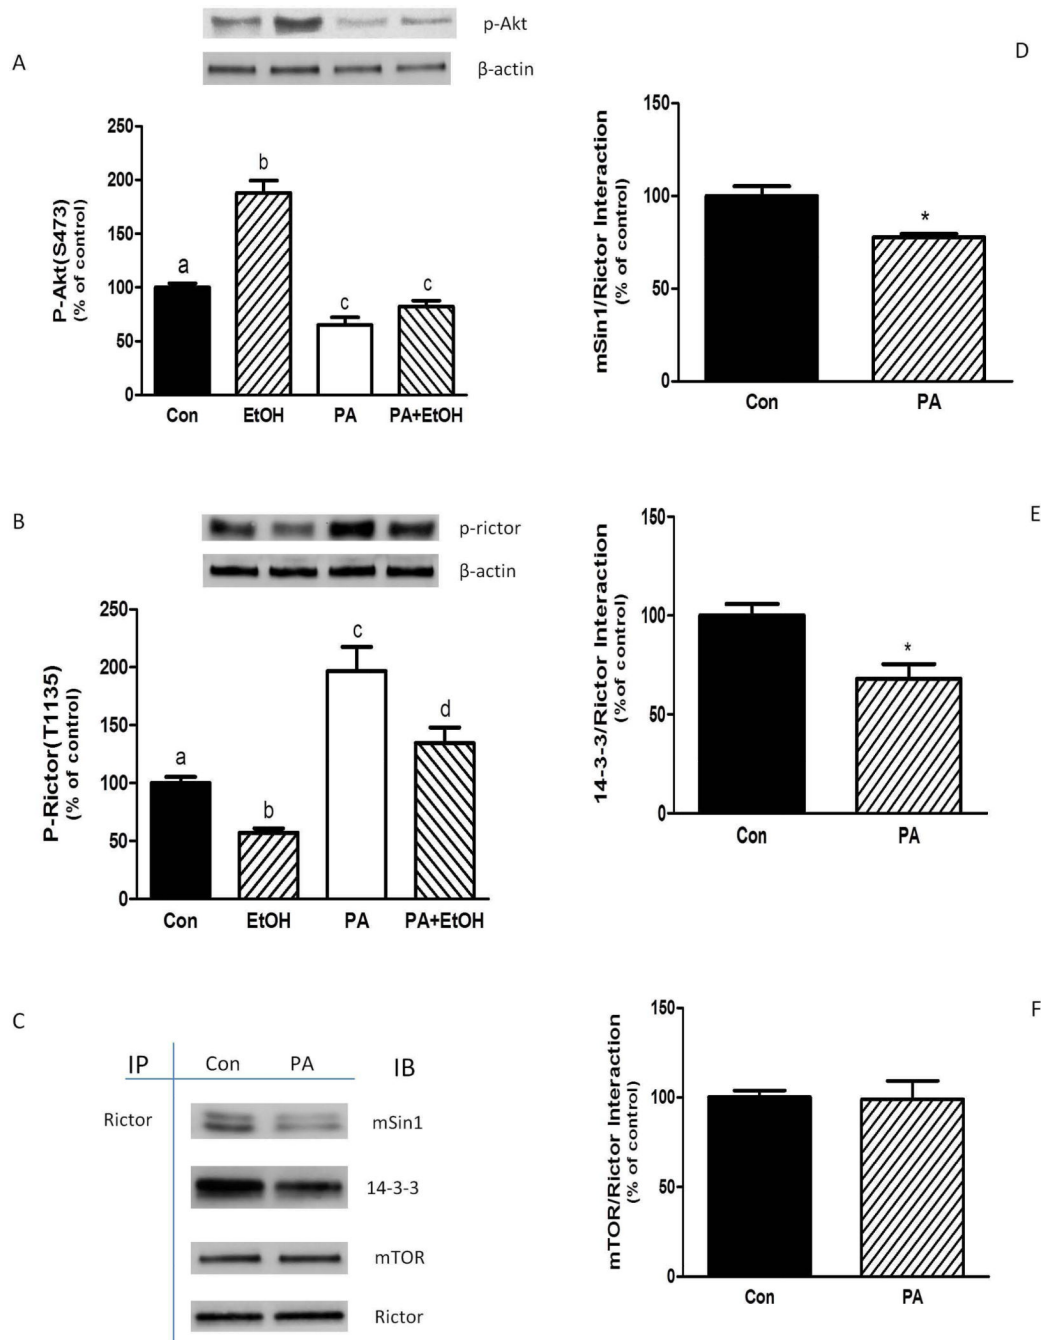 p-Akt
A
β-actin
250
200
150
100
50
0
P-Akt(S473)
(% of control)
a
b
c
c
Con EtOH PA PA+EtOH
D
150
100
50
0
mSin1/Rictor Interaction
(% of control)
*
Con PA
B
p-rictor
β-actin
250
200
150
100
50
0
P-Rictor(T1135)
(% of control)
a
b
c
d
Con EtOH PA PA+EtOH
E
150
100
50
0
14-3-3/Rictor Interaction
(%of control)
*
Con PA
C
IP Con PA IB
Rictor mSin1
14-3-3
mTOR
Rictor
F
150
100
50
0
mTOR/Rictor Interaction
(% of control)
Con PA